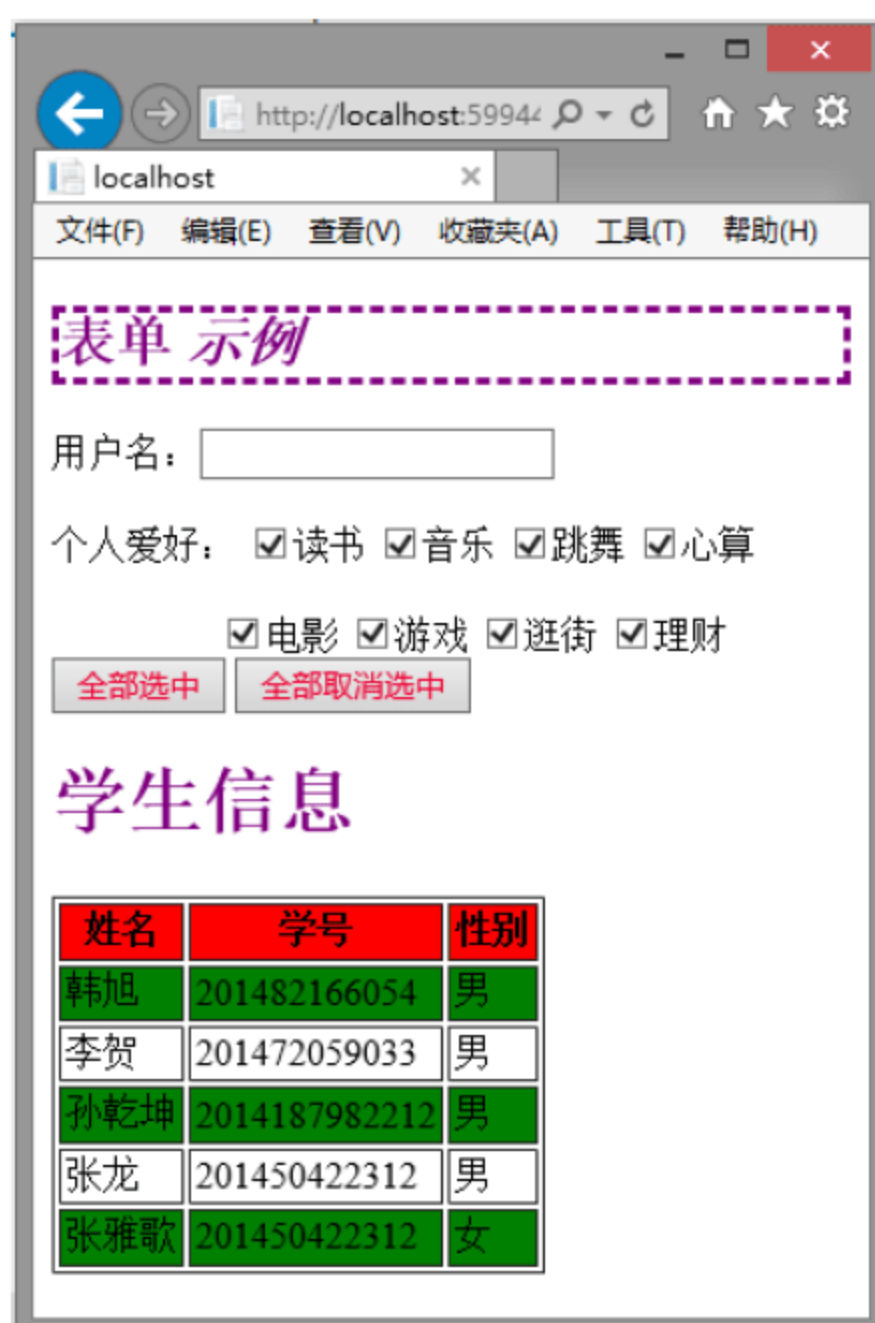 http://localhost:59944
localhost
文件(F) 编辑(E) 查看(V) 收藏夹(A) 工具(T) 帮助(H)
表单 示例
用户名：
个人爱好： 读书 音乐 跳舞 心算
电影 游戏 逛街 理财
全部选中 全部取消选中
学生信息
姓名 学号 性别
韩旭 201482166054 男
李贺 201472059033 男
孙乾坤 2014187982212 男
张龙 201450422312 男
张雅歌 201450422312 女